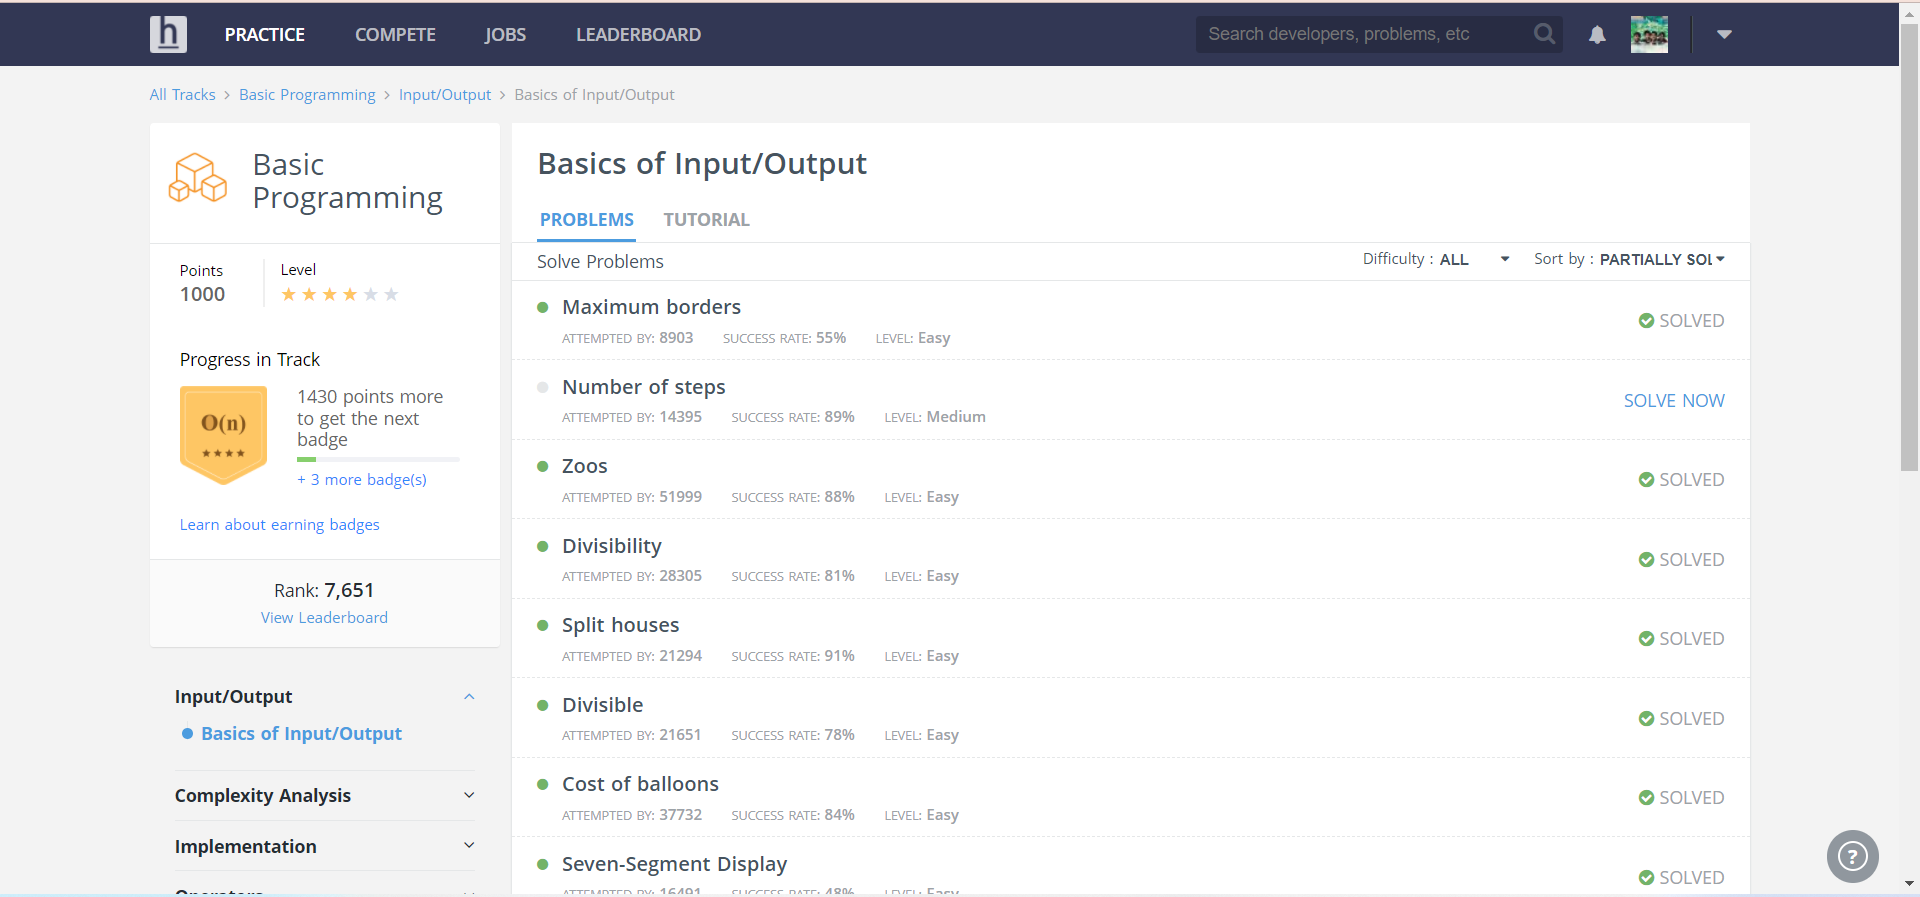 h PRACTICE COMPETE JOBS LEADERBOARD Search developers, problems, etc
All Tracks > Basic Programming > Input/Output > Basics of Input/Output
Basic
Programming
Points
1000
Level
Progress in Track
O(n)
1430 points more
to get the next
badge
+ 3 more badge(s)
Learn about earning badges
Rank: 7,651
View Leaderboard
Input/Output
Basics of Input/Output
Complexity Analysis
Implementation
Operators
Basics of Input/Output
PROBLEMS TUTORIAL
Solve Problems Difficulty : ALL Sort by : PARTIALLY SOL
Maximum borders
ATTEMPTED BY: 8903 SUCCESS RATE: 55% LEVEL: Easy
SOLVED
Number of steps
ATTEMPTED BY: 14395 SUCCESS RATE: 89% LEVEL: Medium
SOLVE NOW
Zoos
ATTEMPTED BY: 51999 SUCCESS RATE: 88% LEVEL: Easy
SOLVED
Divisibility
ATTEMPTED BY: 28305 SUCCESS RATE: 81% LEVEL: Easy
SOLVED
Split houses
ATTEMPTED BY: 21294 SUCCESS RATE: 91% LEVEL: Easy
SOLVED
Divisible
ATTEMPTED BY: 21651 SUCCESS RATE: 78% LEVEL: Easy
SOLVED
Cost of balloons
ATTEMPTED BY: 37732 SUCCESS RATE: 84% LEVEL: Easy
SOLVED
Seven-Segment Display
ATTEMPTED BY: 16491 SUCCESS RATE: 48% LEVEL: Easy
SOLVED
?